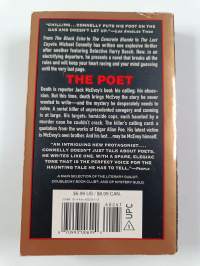 "CHILLING... CONNELLY PUTS HIS FOOT ON THE
GAS AND DOESN'T LET UP."—Los Angeles Times
From The Black Echo to The Concrete Blonde to The Last
Coyote, Michael Connelly has written one explosive thriller
after another featuring Detective Harry Bosch. Now, in an
electrifying departure, he presents a novel that breaks all the
rules and will keep your heart racing and your mind guessing
until the very last page.
THE POET
Death is reporter Jack McEvoy's beat: his calling, his obses-
sion. But this time, death brings McEvoy the story he never
wanted to write—and the mystery he desperately needs to
solve. A serial killer of unprecedented savagery and cunning
is at large. His targets: homicide cops, each haunted by a
murder case he couldn't crack. The killer's calling card: a
quotation from the works of Edgar Allan Poe. His latest victim
is McEvoy's own brother. And his last...may be McEvoy himself.
"AN INTRIGUING NEW PROTAGONIST....
CONNELLY DOESN'T JUST TALK ABOUT POETS.
HE WRITES LIKE ONE. WITH A SPARE, ELEGIAC
TONE THAT IS THE PERFECT VOICE FOR THE
HAUNTING TALE HE HAS TO TELL." —People
A MAIN SELECTION OF THE LITERARY GUILD®,
DOUBLEDAY BOOK CLUB®, AND
UPC